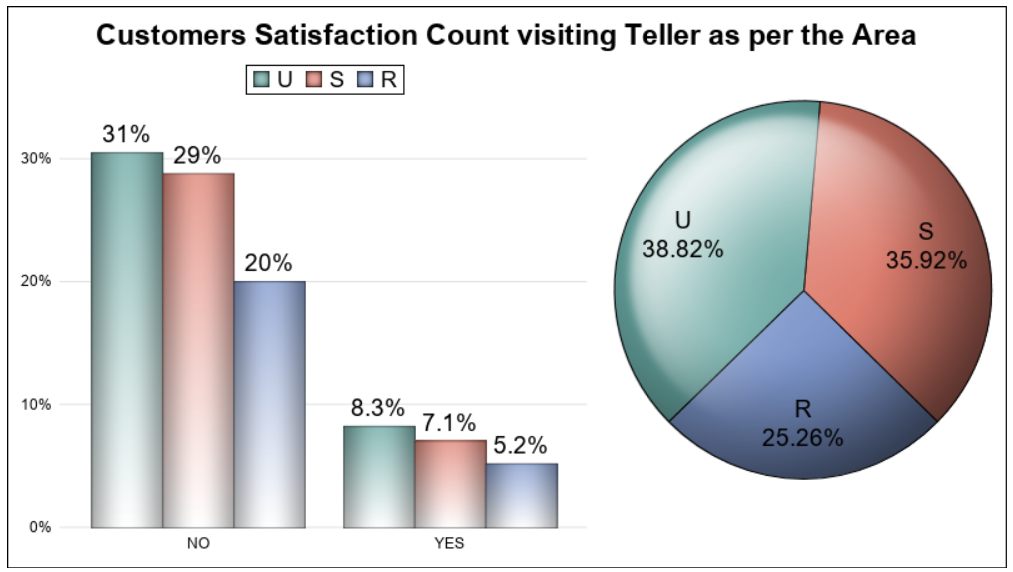 Customers Satisfaction Count visiting Teller as per the Area
U S R
31%
29%
20%
8.3%
7.1%
5.2%
30%
20%
10%
0%
NO YES
U
38.82%
S
35.92%
R
25.26%